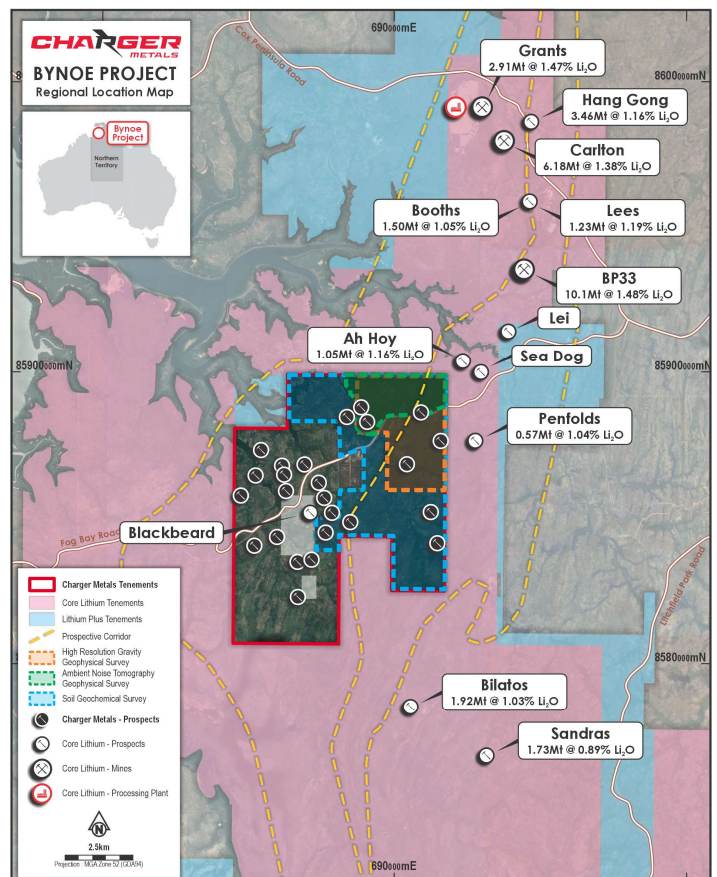 CHARGER
METALS
BYNOE PROJECT
Regional Location Map
Bynoe
Project
Northern
Territory
690000mE
Cox Peninsula Road
8600000mN
Grants
2.91Mt @ 1.47% Li2O
Hang Gong
3.46Mt @ 1.16% Li2O
Carlton
6.18Mt @ 1.38% Li2O
Booths
1.50Mt @ 1.05% Li2O
Lees
1.23Mt @ 1.19% Li2O
BP33
10.1Mt @ 1.48% Li2O
Lei
Ah Hoy
1.05Mt @ 1.16% Li2O
Sea Dog
85900000mN
85900000mN
Penfolds
0.57Mt @ 1.04% Li2O
Blackbeard
Fog Bay Road
Litchfield Park Road
8580000mN
Bilatos
1.92Mt @ 1.03% Li2O
Sandras
1.73Mt @ 0.89% Li2O
690000mE
Charger Metals Tenements
Core Lithium Tenements
Lithium Plus Tenements
Prospective Corridor
High Resolution Gravity
Geophysical Survey
Ambient Noise Tomography
Geophysical Survey
Soil Geochemical Survey
Charger Metals - Prospects
Core Lithium - Prospects
Core Lithium - Mines
Core Lithium - Processing Plant
N
2.5km
Projection : MGA Zone 52 (GDA94)